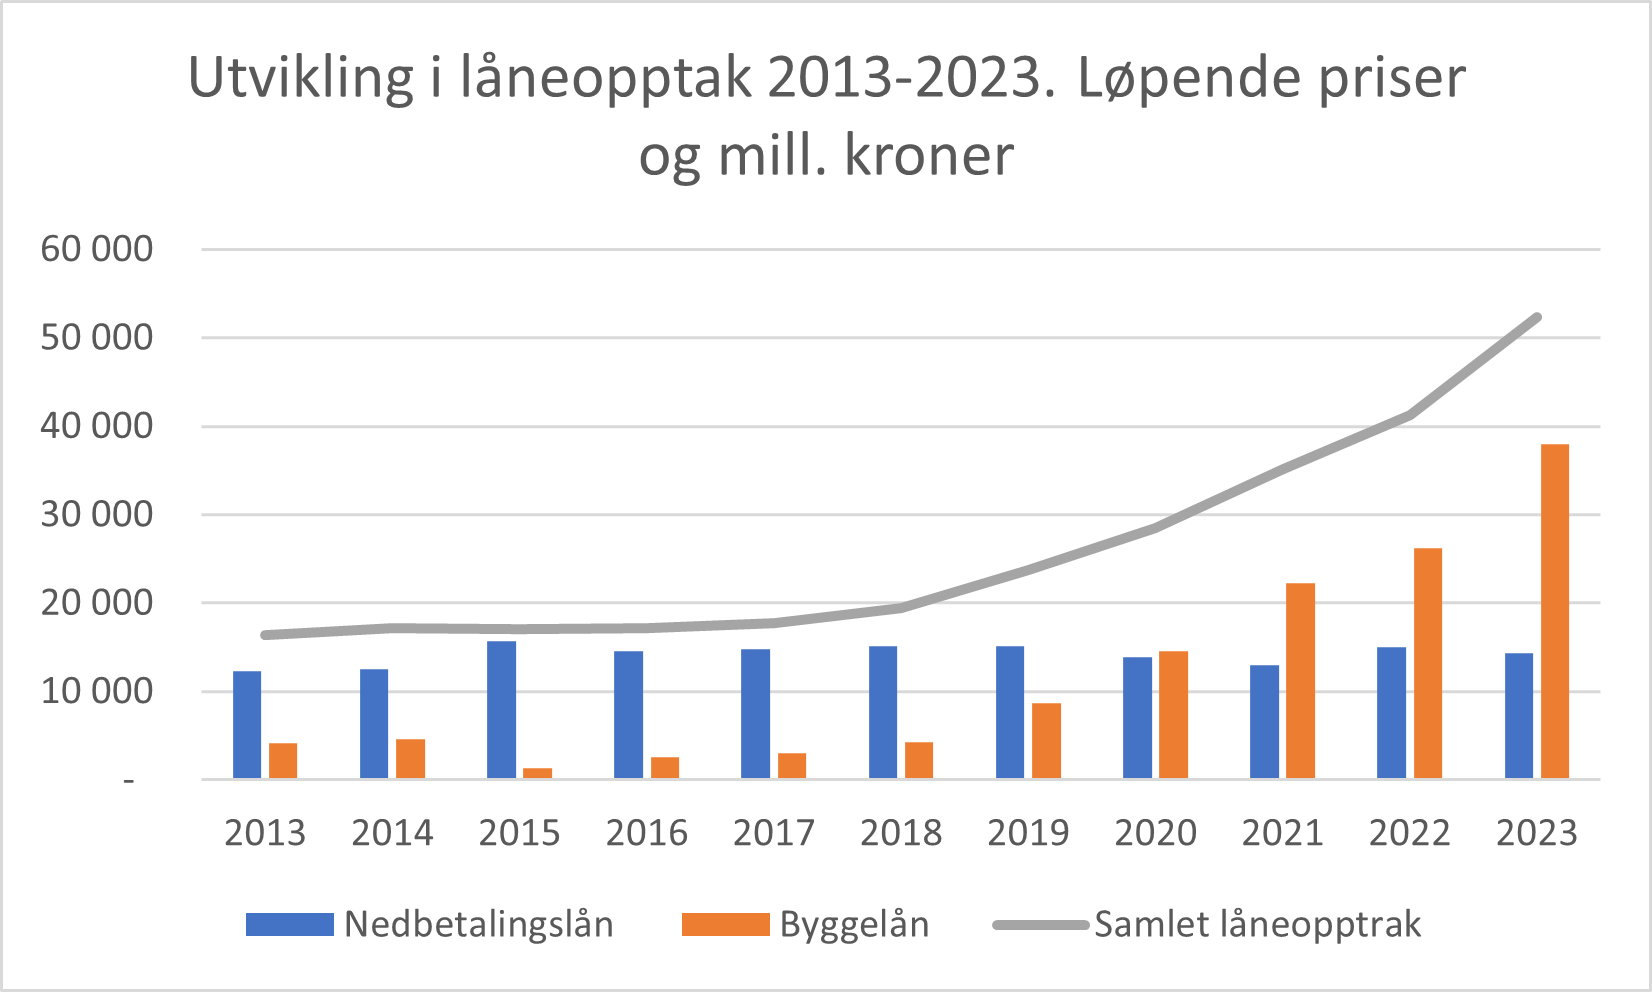 Utvikling i låneopptak 2013-2023. Løpende priser
og mill. kroner
60 000
50 000
40 000
30 000
20 000
10 000
-
2013 2014 2015 2016 2017 2018 2019 2020 2021 2022 2023
Nedbetalingslån Byggelån Samlet låneopptrak